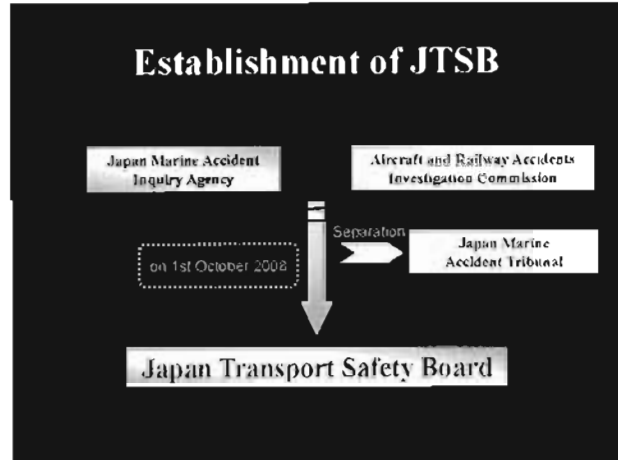 Establishment of JTSB
Japan Marine Accident
Inquiry Agency
Aircraft and Railway Accidents
Investigation Commission
Separation
on 1st October 2008
Japan Marine
Accident Tribunal
Japan Transport Safety Board